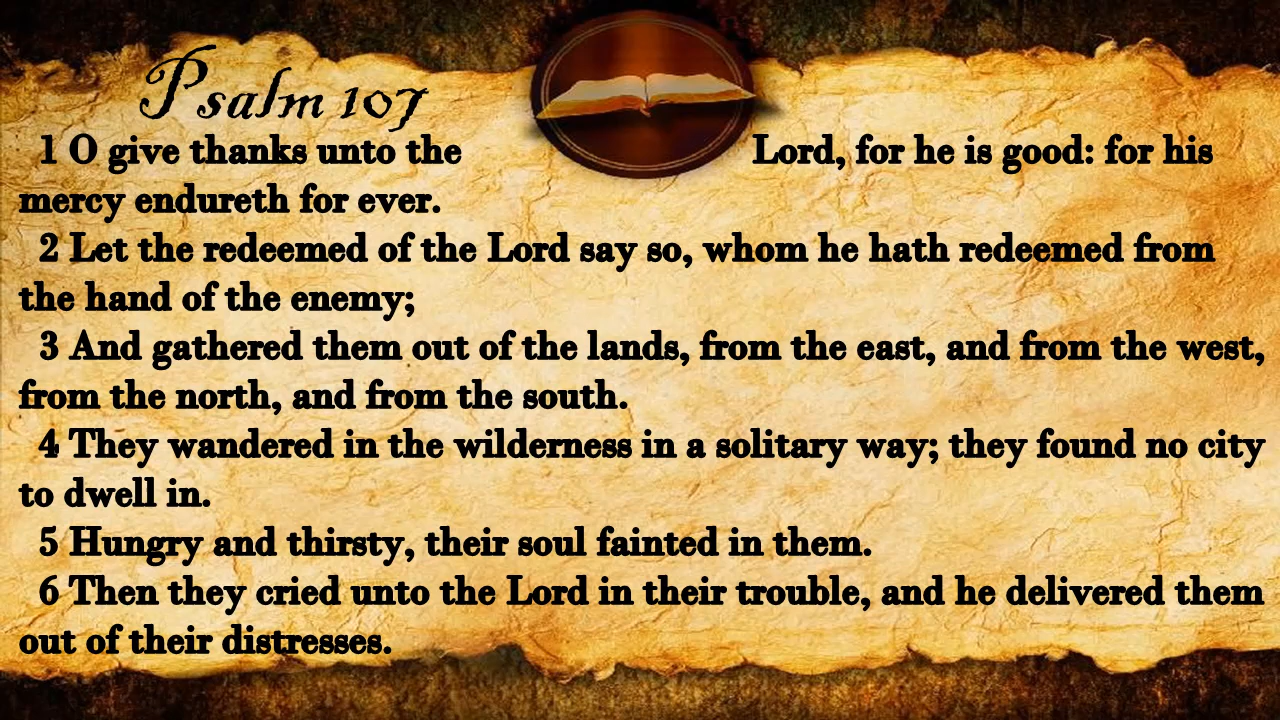 Psalm 107
1 O give thanks unto the Lord, for he is good: for his
mercy endureth for ever.
2 Let the redeemed of the Lord say so, whom he hath redeemed from
the hand of the enemy;
3 And gathered them out of the lands, from the east, and from the west,
from the north, and from the south.
4 They wandered in the wilderness in a solitary way; they found no city
to dwell in.
5 Hungry and thirsty, their soul fainted in them.
6 Then they cried unto the Lord in their trouble, and he delivered them
out of their distresses.